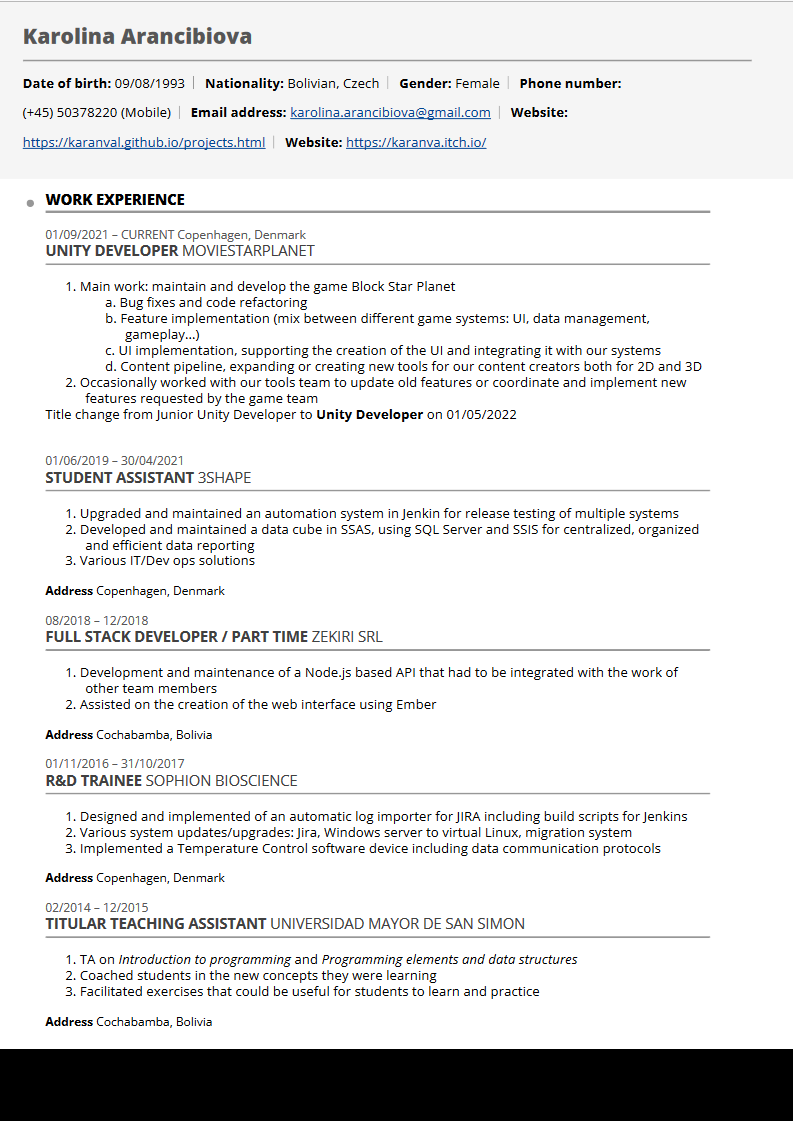 Karolina Arancibiova
Date of birth: 09/08/1993 | Nationality: Bolivian, Czech | Gender: Female | Phone number:
(+45) 50378220 (Mobile) | Email address: karolina.arancibiova@gmail.com | Website:
https://karanval.github.io/projects.html | Website: https://karanva.itch.io/
WORK EXPERIENCE
01/09/2021 – CURRENT Copenhagen, Denmark
UNITY DEVELOPER MOVIESTARPLANET
1. Main work: maintain and develop the game Block Star Planet
a. Bug fixes and code refactoring
b. Feature implementation (mix between different game systems: UI, data management,
gameplay...)
c. UI implementation, supporting the creation of the UI and integrating it with our systems
d. Content pipeline, expanding or creating new tools for our content creators both for 2D and 3D
2. Occasionally worked with our tools team to update old features or coordinate and implement new
features requested by the game team
Title change from Junior Unity Developer to Unity Developer on 01/05/2022
01/06/2019 – 30/04/2021
STUDENT ASSISTANT 3SHAPE
1. Upgraded and maintained an automation system in Jenkin for release testing of multiple systems
2. Developed and maintained a data cube in SSAS, using SQL Server and SSIS for centralized, organized
and efficient data reporting
3. Various IT/Dev ops solutions
Address Copenhagen, Denmark
08/2018 – 12/2018
FULL STACK DEVELOPER / PART TIME ZEKIRI SRL
1. Development and maintenance of a Node.js based API that had to be integrated with the work of
other team members
2. Assisted on the creation of the web interface using Ember
Address Cochabamba, Bolivia
01/11/2016 – 31/10/2017
R&D TRAINEE SOPHION BIOSCIENCE
1. Designed and implemented of an automatic log importer for JIRA including build scripts for Jenkins
2. Various system updates/upgrades: Jira, Windows server to virtual Linux, migration system
3. Implemented a Temperature Control software device including data communication protocols
Address Copenhagen, Denmark
02/2014 – 12/2015
TITULAR TEACHING ASSISTANT UNIVERSIDAD MAYOR DE SAN SIMON
1. TA on Introduction to programming and Programming elements and data structures
2. Coached students in the new concepts they were learning
3. Facilitated exercises that could be useful for students to learn and practice
Address Cochabamba, Bolivia